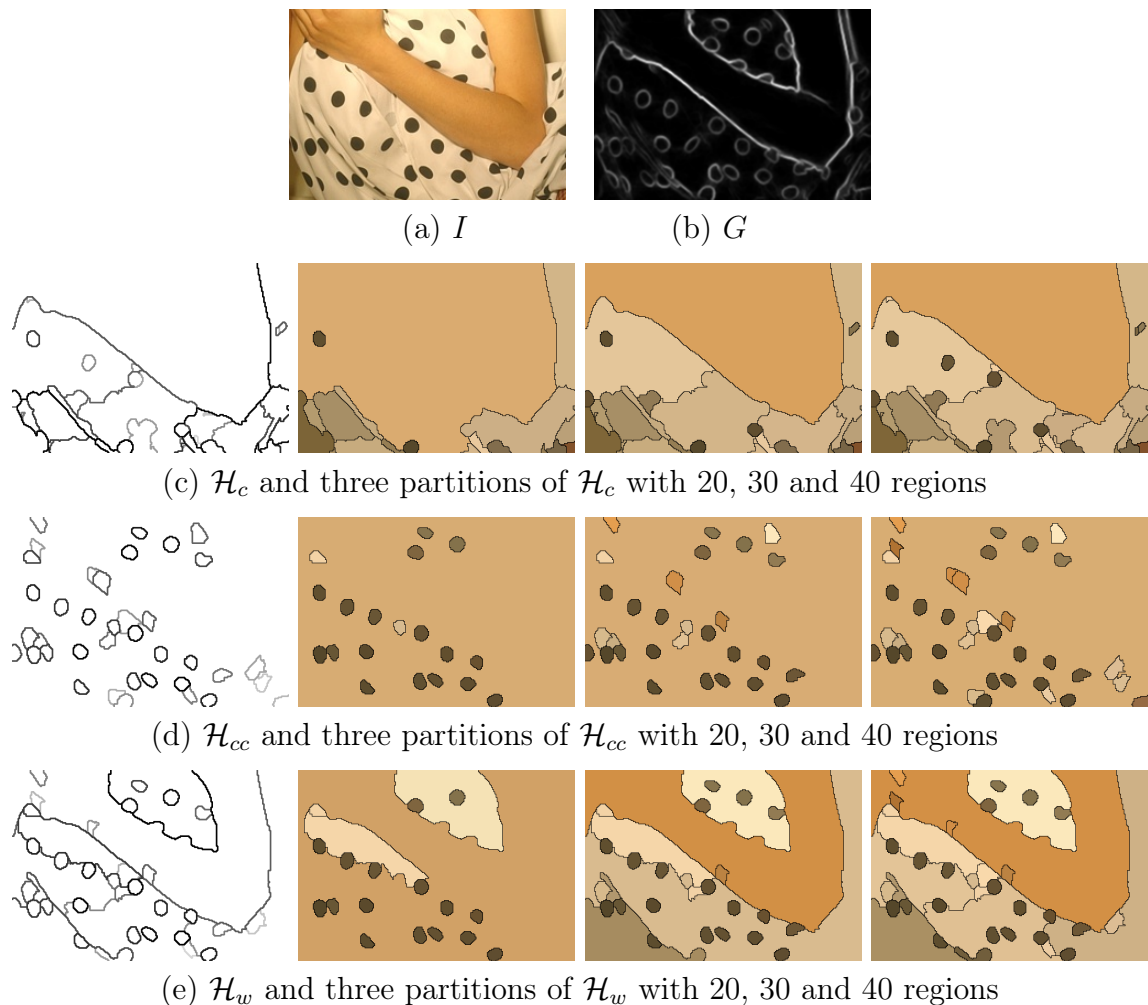 (a) I (b) G
(c) ℋ_c and three partitions of ℋ_c with 20, 30 and 40 regions
(d) ℋ_cc and three partitions of ℋ_cc with 20, 30 and 40 regions
(e) ℋ_w and three partitions of ℋ_w with 20, 30 and 40 regions